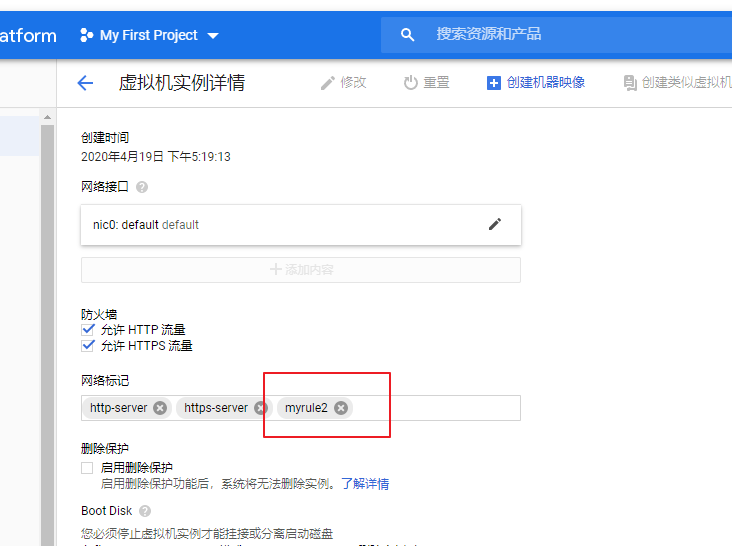 atform My First Project 搜索资源和产品
虚拟机实例详情 修改 重置 创建机器映像 创建类似虚拟机
创建时间
2020年4月19日 下午5:19:13
网络接口
nic0: default default
添加内容
防火墙
允许 HTTP 流量
允许 HTTPS 流量
网络标记
http-server https-server myrule2
删除保护
启用删除保护
启用删除保护功能后，系统将无法删除实例。了解详情
Boot Disk
您必须停止虚拟机实例才能挂接或分离启动磁盘